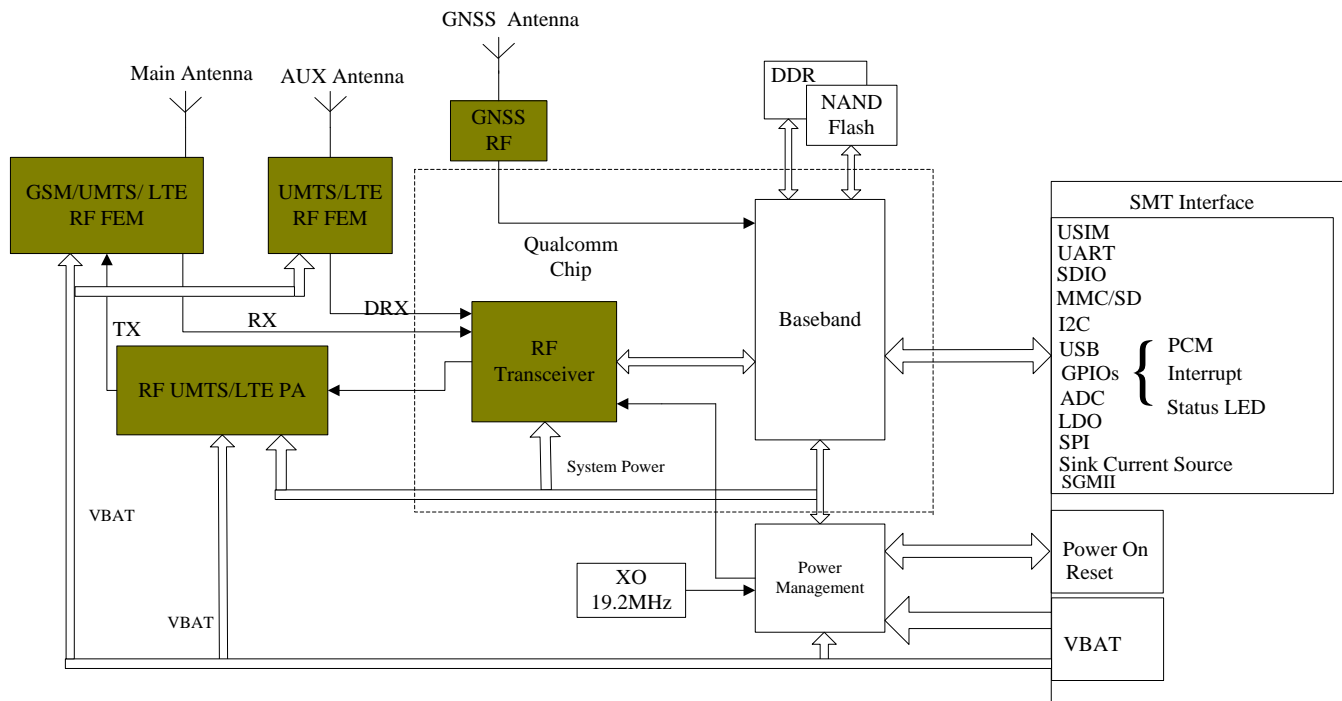 GNSS Antenna
Main Antenna
AUX Antenna
DDR
NAND
Flash
GNSS
RF
GSM/UMTS/ LTE
RF FEM
UMTS/LTE
RF FEM
SMT Interface
Qualcomm
Chip
USIM
UART
SDIO
MMC/SD
I2C
USB
GPIOs
ADC
LDO
SPI
Sink Current Source
SGMII
{
PCM
Interrupt
Status LED
DRX
RX
TX
Baseband
RF
Transceiver
RF UMTS/LTE PA
System Power
VBAT
Power
Management
Power On
Reset
XO
19.2MHz
VBAT
VBAT